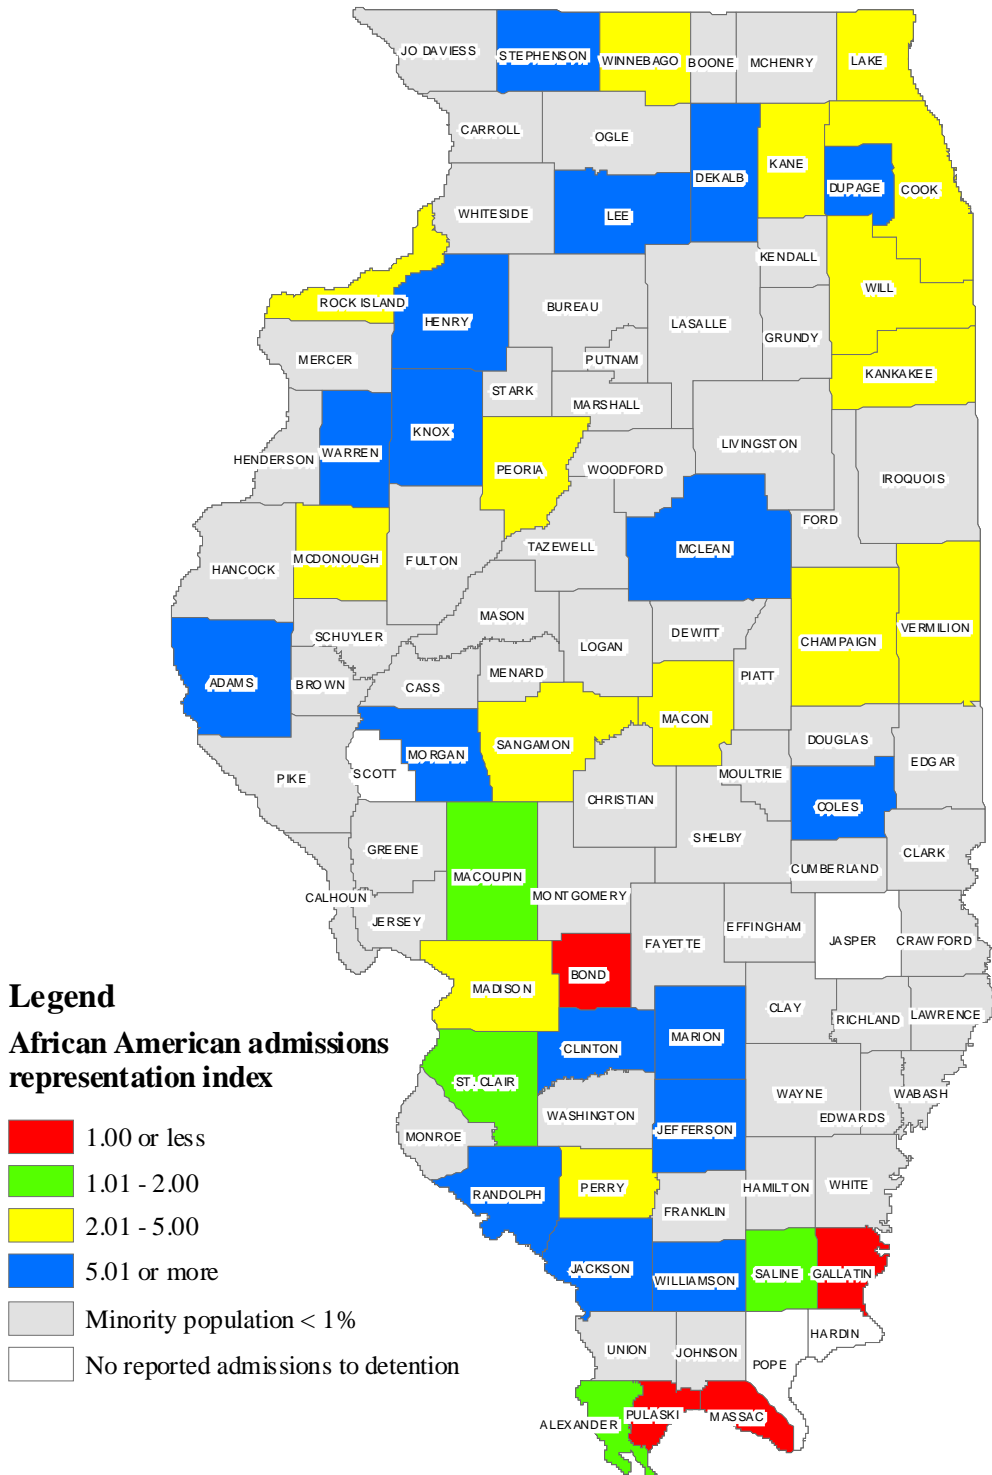 JO DAVIESS
STEPHENSON
WINNEBAGO
BOONE
MCHENRY
LAKE
CARROLL
OGLE
DEKALB
KANE
DUPAGE
COOK
WHITESIDE
LEE
KENDALL
WILL
ROCK ISLAND
HENRY
BUREAU
LASALLE
GRUNDY
MERCER
PUTNAM
KANKAKEE
STARK
MARSHALL
HENDERSON
WARREN
KNOX
PEORIA
WOODFORD
LIVINGSTON
IROQUOIS
FORD
HANCOCK
MCDONOUGH
FULTON
TAZEWELL
MCLEAN
SCHUYLER
MASON
LOGAN
DEWITT
CHAMPAIGN
VERMILION
ADAMS
BROWN
CASS
MENARD
PIATT
MACON
SANGAMON
MORGAN
SCOTT
PIKE
DOUGLAS
EDGAR
MOULTRIE
CHRISTIAN
COLES
SHELBY
GREENE
MACOUPIN
CUMBERLAND
CLARK
CALHOUN
JERSEY
MONTGOMERY
FAYETTE
EFFINGHAM
JASPER
CRAWFORD
MADISON
BOND
CLAY
RICHLAND
LAWRENCE
CLINTON
MARION
ST. CLAIR
WASHINGTON
WAYNE
WABASH
EDWARDS
MONROE
JEFFERSON
RANDOLPH
PERRY
HAMILTON
WHITE
FRANKLIN
JACKSON
WILLIAMSON
SALINE
GALLATIN
UNION
JOHNSON
POPE
HARDIN
ALEXANDER
PULASKI
MASSAC
Legend
African American admissions
representation index
1.00 or less
1.01 - 2.00
2.01 - 5.00
5.01 or more
Minority population < 1%
No reported admissions to detention